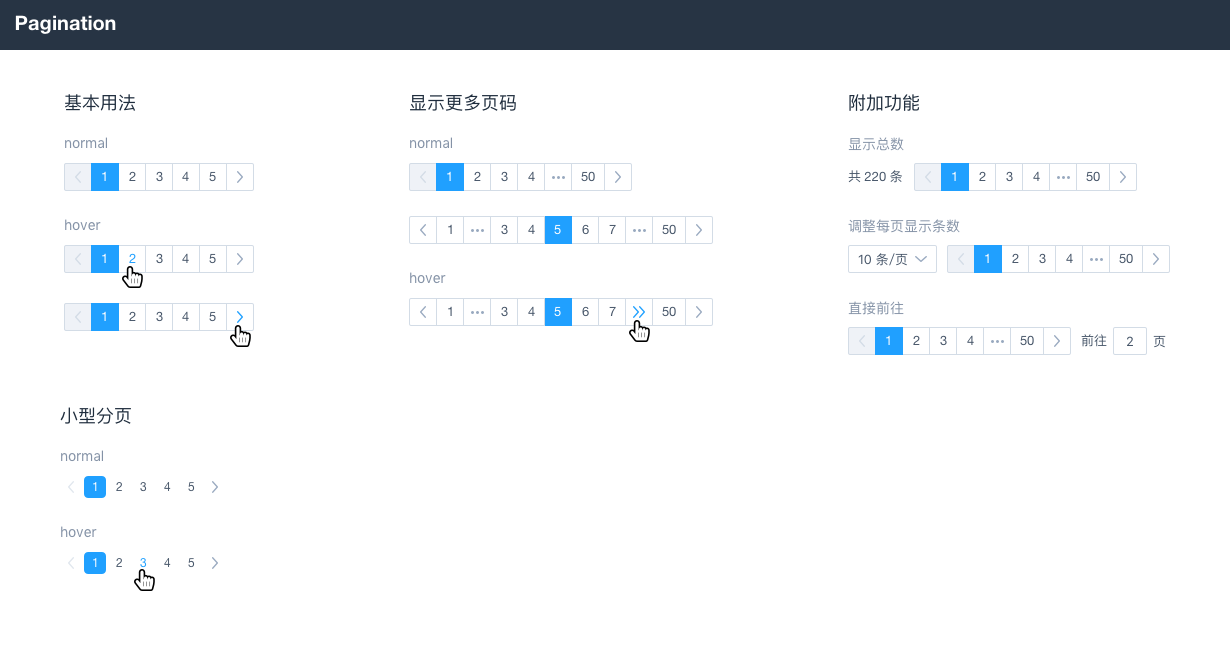 Pagination
基本用法
normal
1 2 3 4 5
hover
1 2 3 4 5
1 2 3 4 5
显示更多页码
normal
1 2 3 4 ••• 50
1 ••• 3 4 5 6 7 ••• 50
hover
1 ••• 3 4 5 6 7 50
附加功能
显示总数
共 220 条 1 2 3 4 ••• 50
调整每页显示条数
10 条/页 1 2 3 4 ••• 50
直接前往
1 2 3 4 ••• 50 前往 2 页
小型分页
normal
1 2 3 4 5
hover
1 2 3 4 5